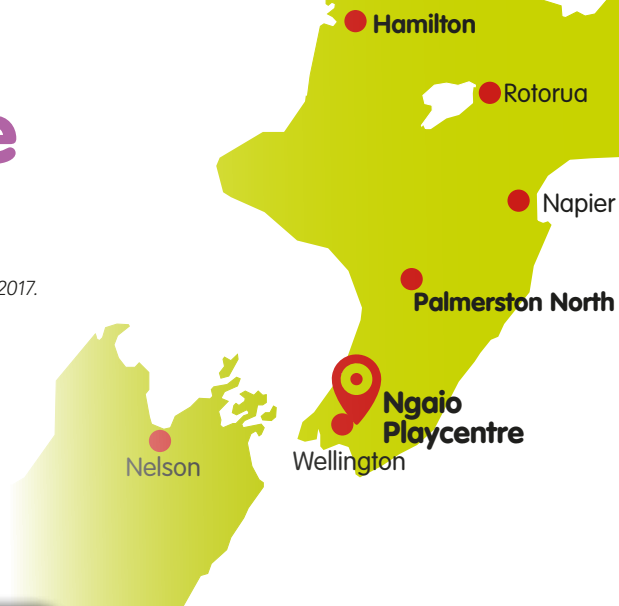 Hamilton
Rotorua
e
Napier
2017.
Palmerston North
Ngaio
Playcentre
Wellington
Nelson